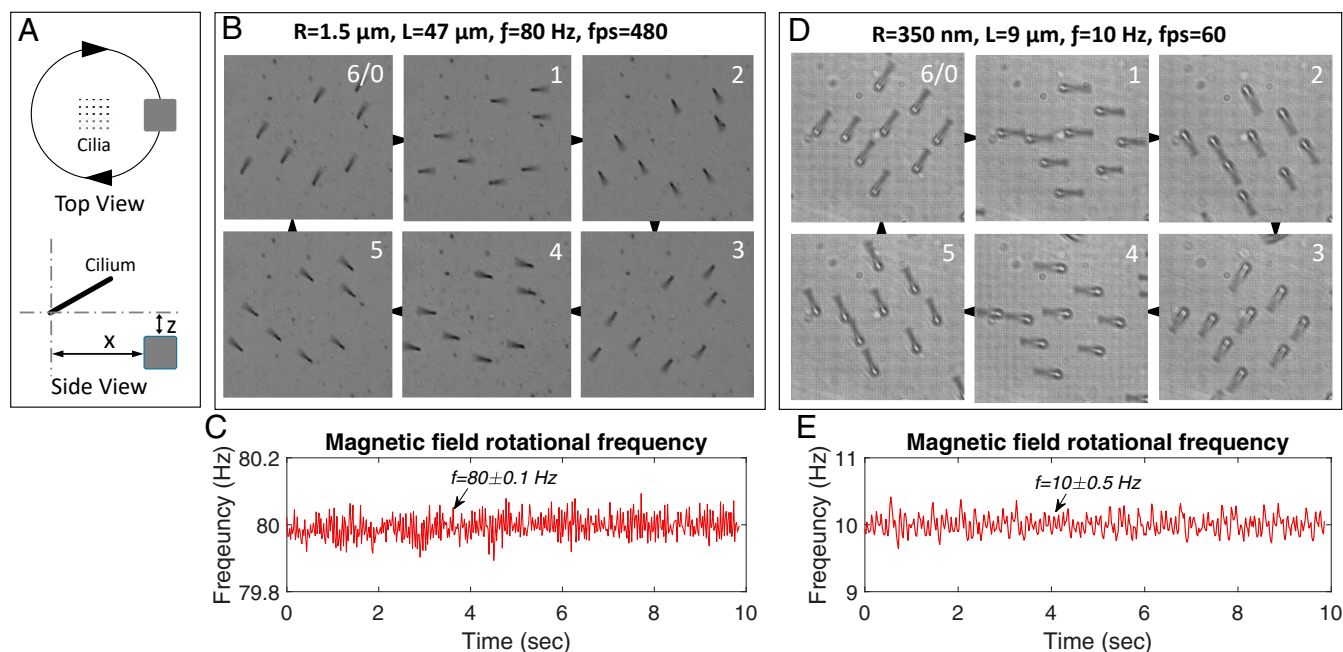 A
Cilia
Top View
Cilium
z
x
Side View
B
R=1.5 µm, L=47 µm, ƒ=80 Hz, fps=480
6/0
1
2
5
4
3
D
R=350 nm, L=9 µm, ƒ=10 Hz, fps=60
6/0
1
2
5
4
3
C
Magnetic field rotational frequency
Freqeuncy (Hz)
80.2
80
79.8
f=80±0.1 Hz
0 2 4 6 8 10
Time (sec)
E
Magnetic field rotational frequency
Freqeuncy (Hz)
11
10
9
f=10±0.5 Hz
0 2 4 6 8 10
Time (sec)